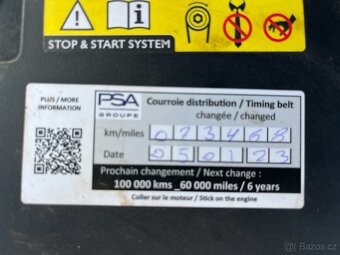 STOP & START SYSTEM
PLUS / MORE
INFORMATION
PSA
GROUPE
Courroie distribution / Timing belt
changée / changed
km/miles 073468
Date 050123
Prochain changement / Next change :
100 000 kms _60 000 miles / 6 years
Coller sur le moteur / Stick on the engine
Bazoš.cz